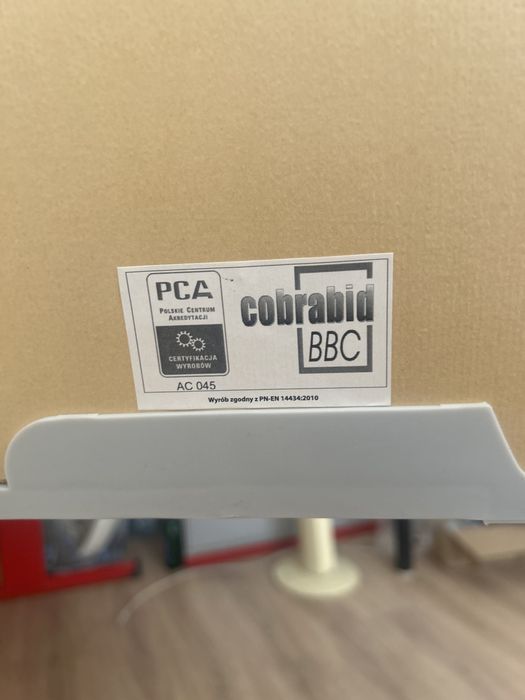 PCA
POLSKIE CENTRUM
AKREDYTACJI
CERTYFIKACJA
WYROBÓW
AC 045
cobrabid
BBC
Wyrób zgodny z PN-EN 14434:2010